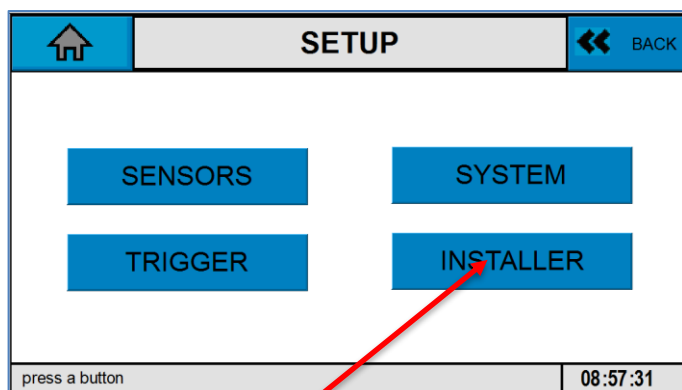 SETUP
BACK
SENSORS
SYSTEM
TRIGGER
INSTALLER
press a button
08:57:31